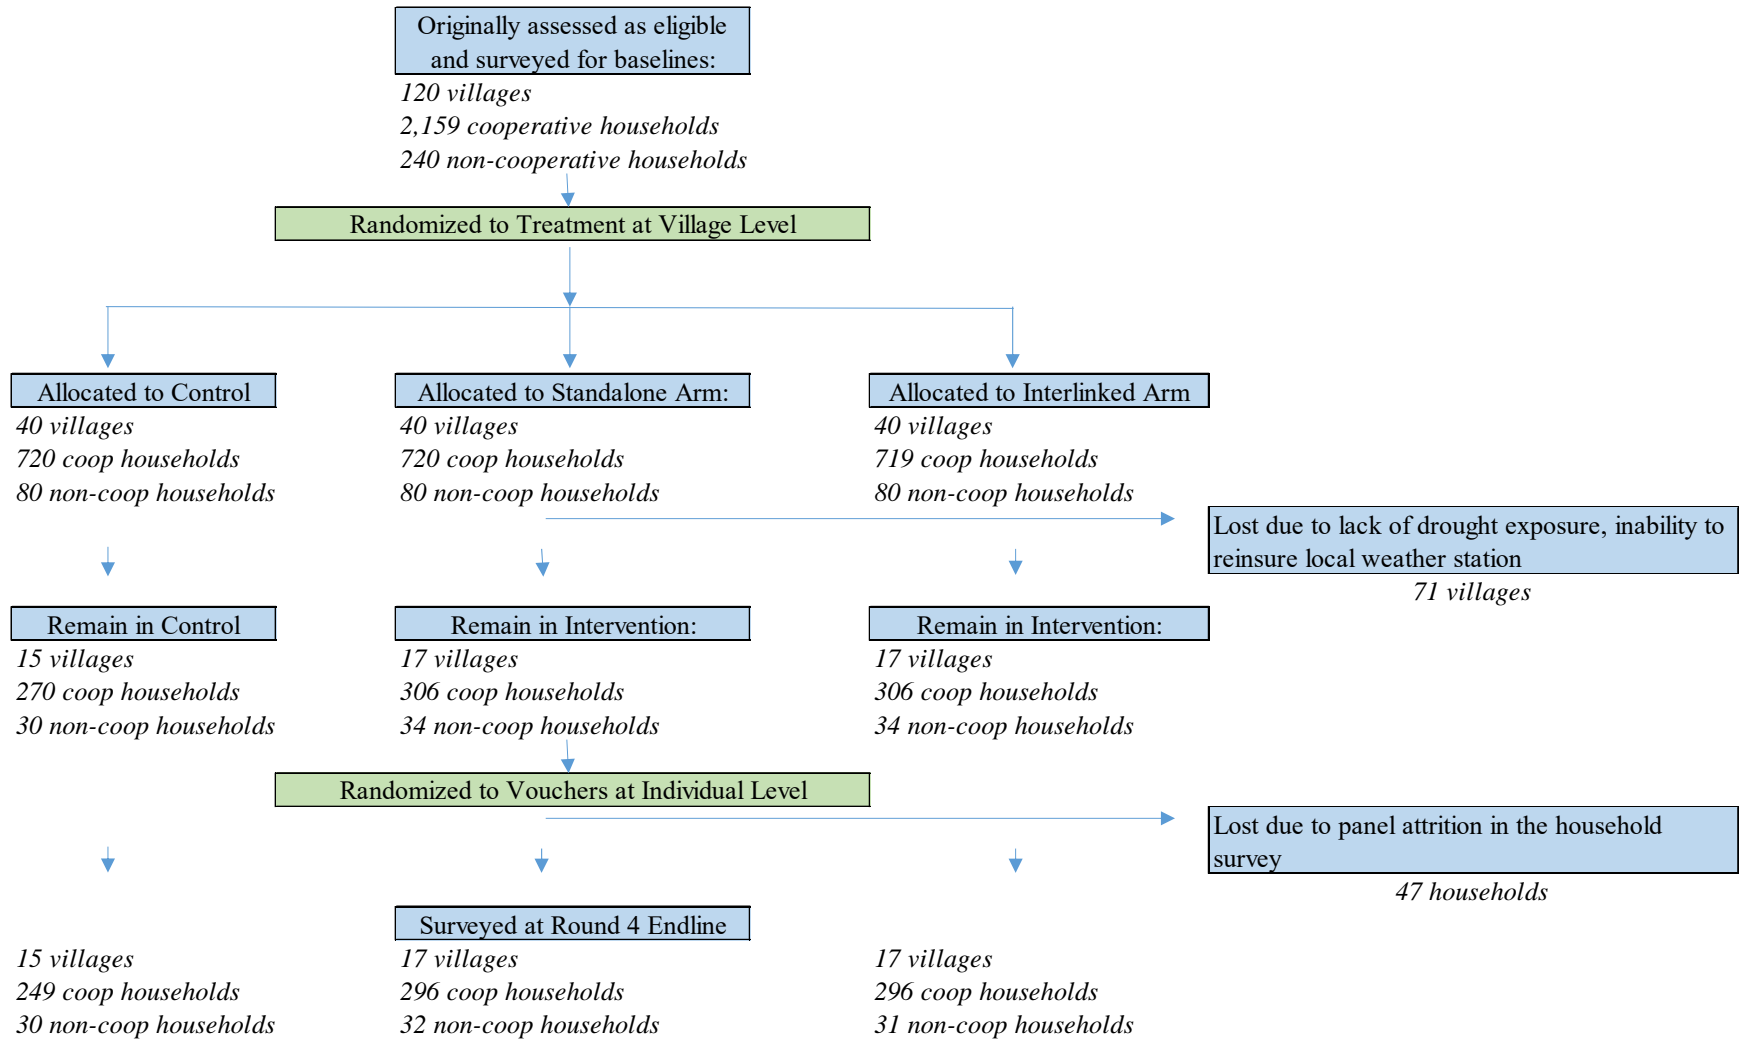 Originally assessed as eligible
and surveyed for baselines:
120 villages
2,159 cooperative households
240 non-cooperative households
Randomized to Treatment at Village Level
Allocated to Control
40 villages
720 coop households
80 non-coop households
Allocated to Standalone Arm:
40 villages
720 coop households
80 non-coop households
Allocated to Interlinked Arm
40 villages
719 coop households
80 non-coop households
Lost due to lack of drought exposure, inability to
reinsure local weather station
71 villages
Remain in Control
15 villages
270 coop households
30 non-coop households
Remain in Intervention:
17 villages
306 coop households
34 non-coop households
Remain in Intervention:
17 villages
306 coop households
34 non-coop households
Randomized to Vouchers at Individual Level
Lost due to panel attrition in the household
survey
47 households
Surveyed at Round 4 Endline
15 villages
249 coop households
30 non-coop households
17 villages
296 coop households
32 non-coop households
17 villages
296 coop households
31 non-coop households